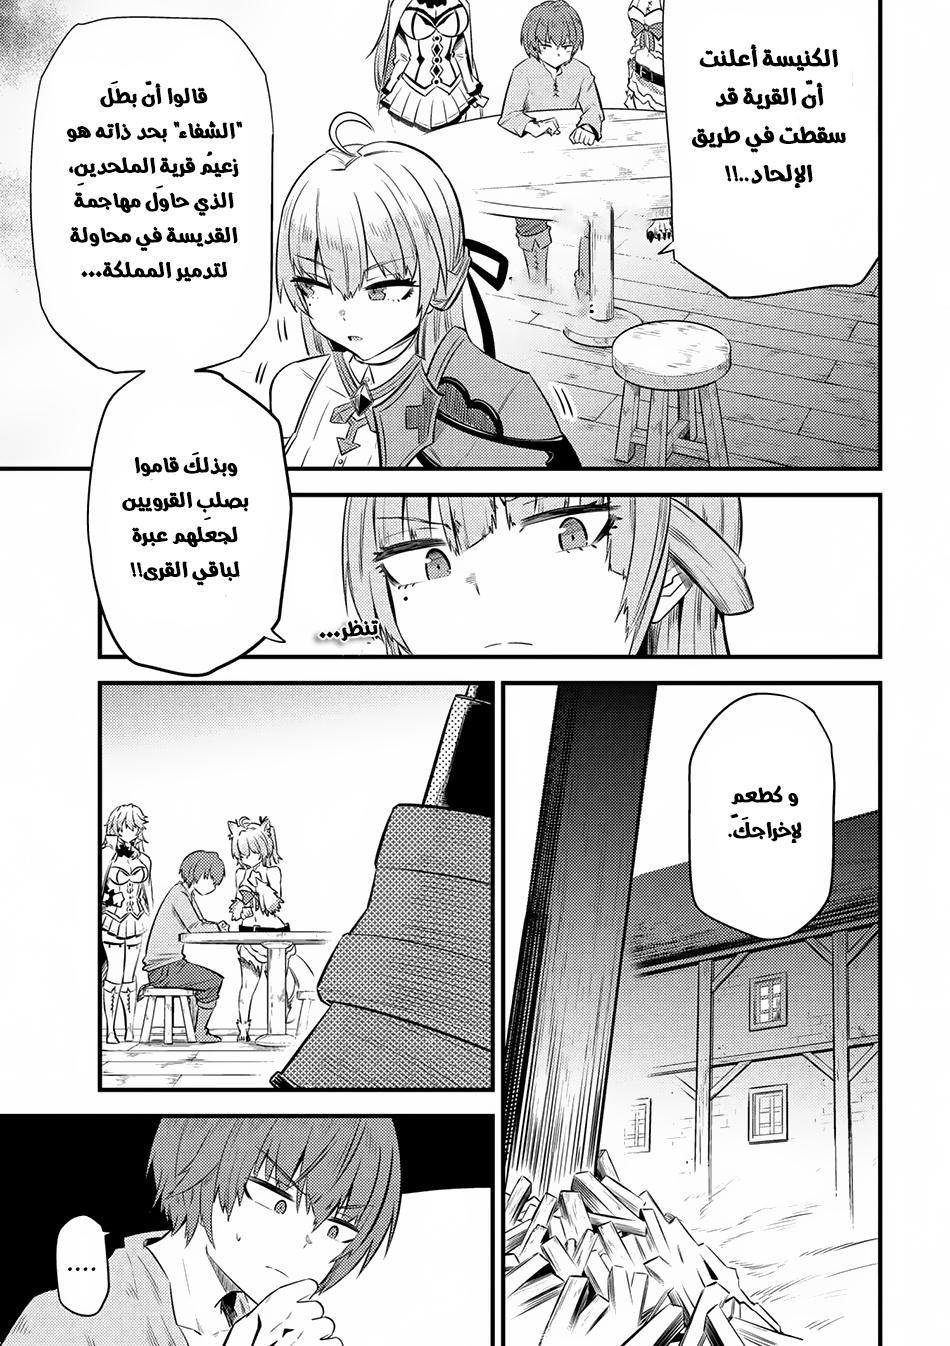 الكنيسة أعلنت
أنّ القرية قد
سقطت في طريق
الإلحاد..!!
قالوا أنّ بطلَ
"الشفاء" بحد ذاته هو
زعيمُ قرية الملحدين،
الذي حاولَ مهاجمةَ
القديسة في محاولة
لتدمير المملكة...
وبذلكَ قاموا
بصلبِ القرويين
لجعلهم عبرة
لباقي القرى!!
تنظر...
و كطعم
لإخراجكَ.
....